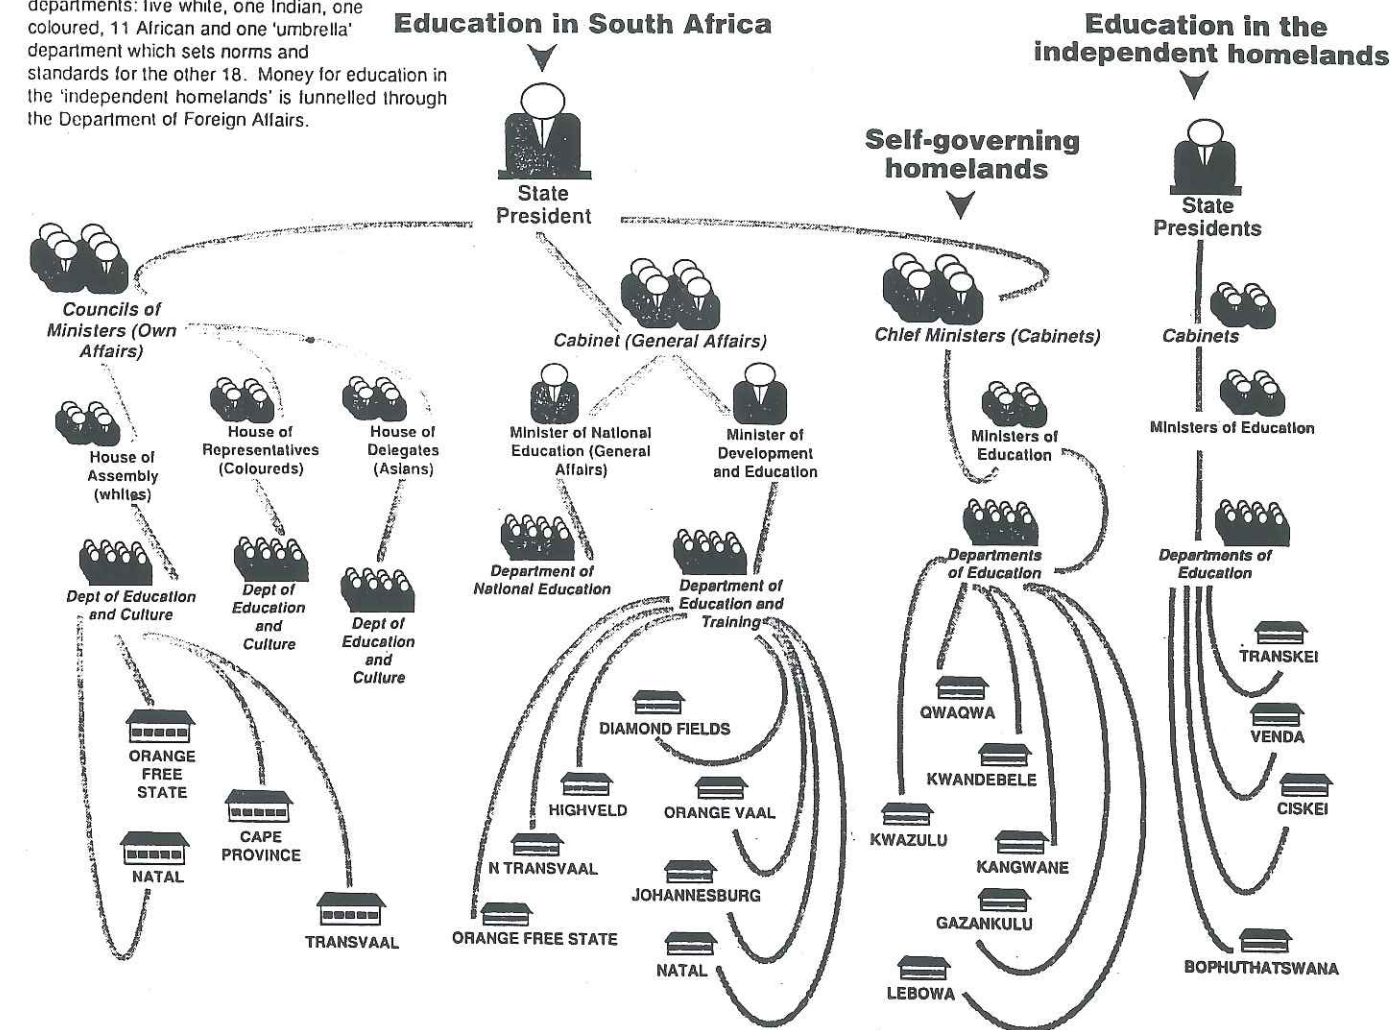 departments: five white, one Indian, one
coloured, 11 African and one 'umbrella'
department which sets norms and
standards for the other 18. Money for education in
the 'independent homelands' is funnelled through
the Department of Foreign Affairs.
Education in South Africa
Education in the
independent homelands
Self-governing
homelands
State
President
State
Presidents
Councils of
Ministers (Own
Affairs)
Cabinet (General Affairs)
Chief Ministers (Cabinets)
Cabinets
House of
Assembly
(whites)
House of
Representatives
(Coloureds)
House of
Delegates
(Asians)
Minister of National
Education (General
Affairs)
Minister of
Development
and Education
Ministers of
Education
Ministers of Education
Dept of Education
and Culture
Dept of
Education
and
Culture
Dept of
Education
and
Culture
Department of
National Education
Department of
Education and
Training
Departments
of Education
Departments of
Education
ORANGE
FREE
STATE
CAPE
PROVINCE
NATAL
TRANSVAAL
DIAMOND FIELDS
HIGHVELD
ORANGE VAAL
N TRANSVAAL
JOHANNESBURG
ORANGE FREE STATE
NATAL
QWAQWA
KWANDEBELE
KWAZULU
KANGWANE
GAZANKULU
LEBOWA
TRANSKEI
VENDA
CISKEI
BOPHUTHATSWANA